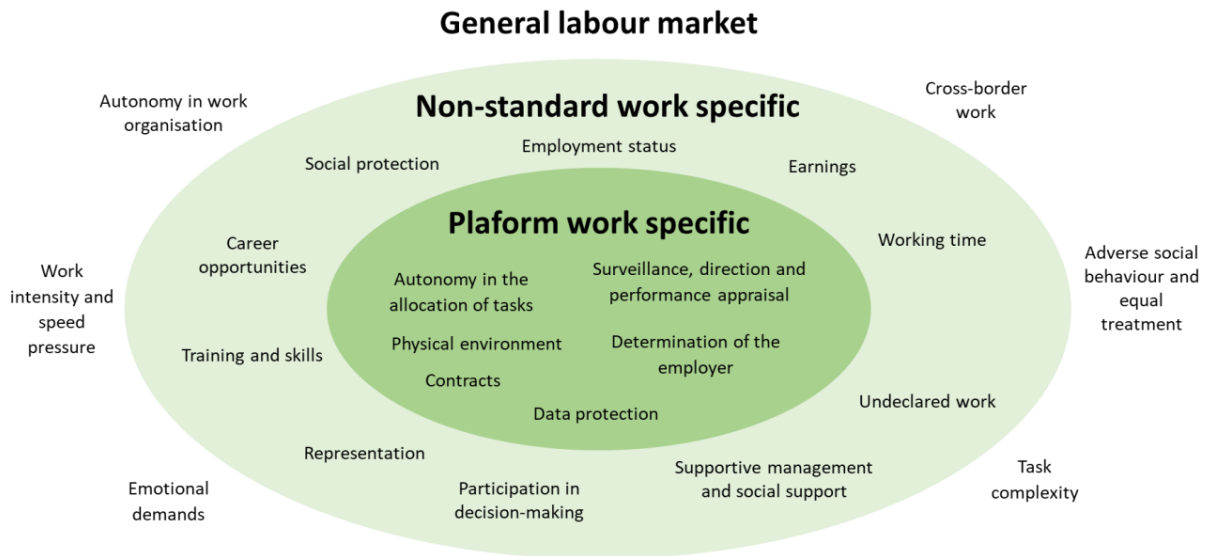 General labour market
Autonomy in work
organisation
Cross-border
work
Non-standard work specific
Employment status
Social protection
Earnings
Plaform work specific
Career
opportunities
Working time
Work
intensity and
speed
pressure
Autonomy in the
allocation of tasks
Surveillance, direction and
performance appraisal
Adverse social
behaviour and
equal
treatment
Training and skills
Physical environment
Determination of the
employer
Contracts
Data protection
Undeclared work
Representation
Emotional
demands
Participation in
decision-making
Supportive management
and social support
Task
complexity